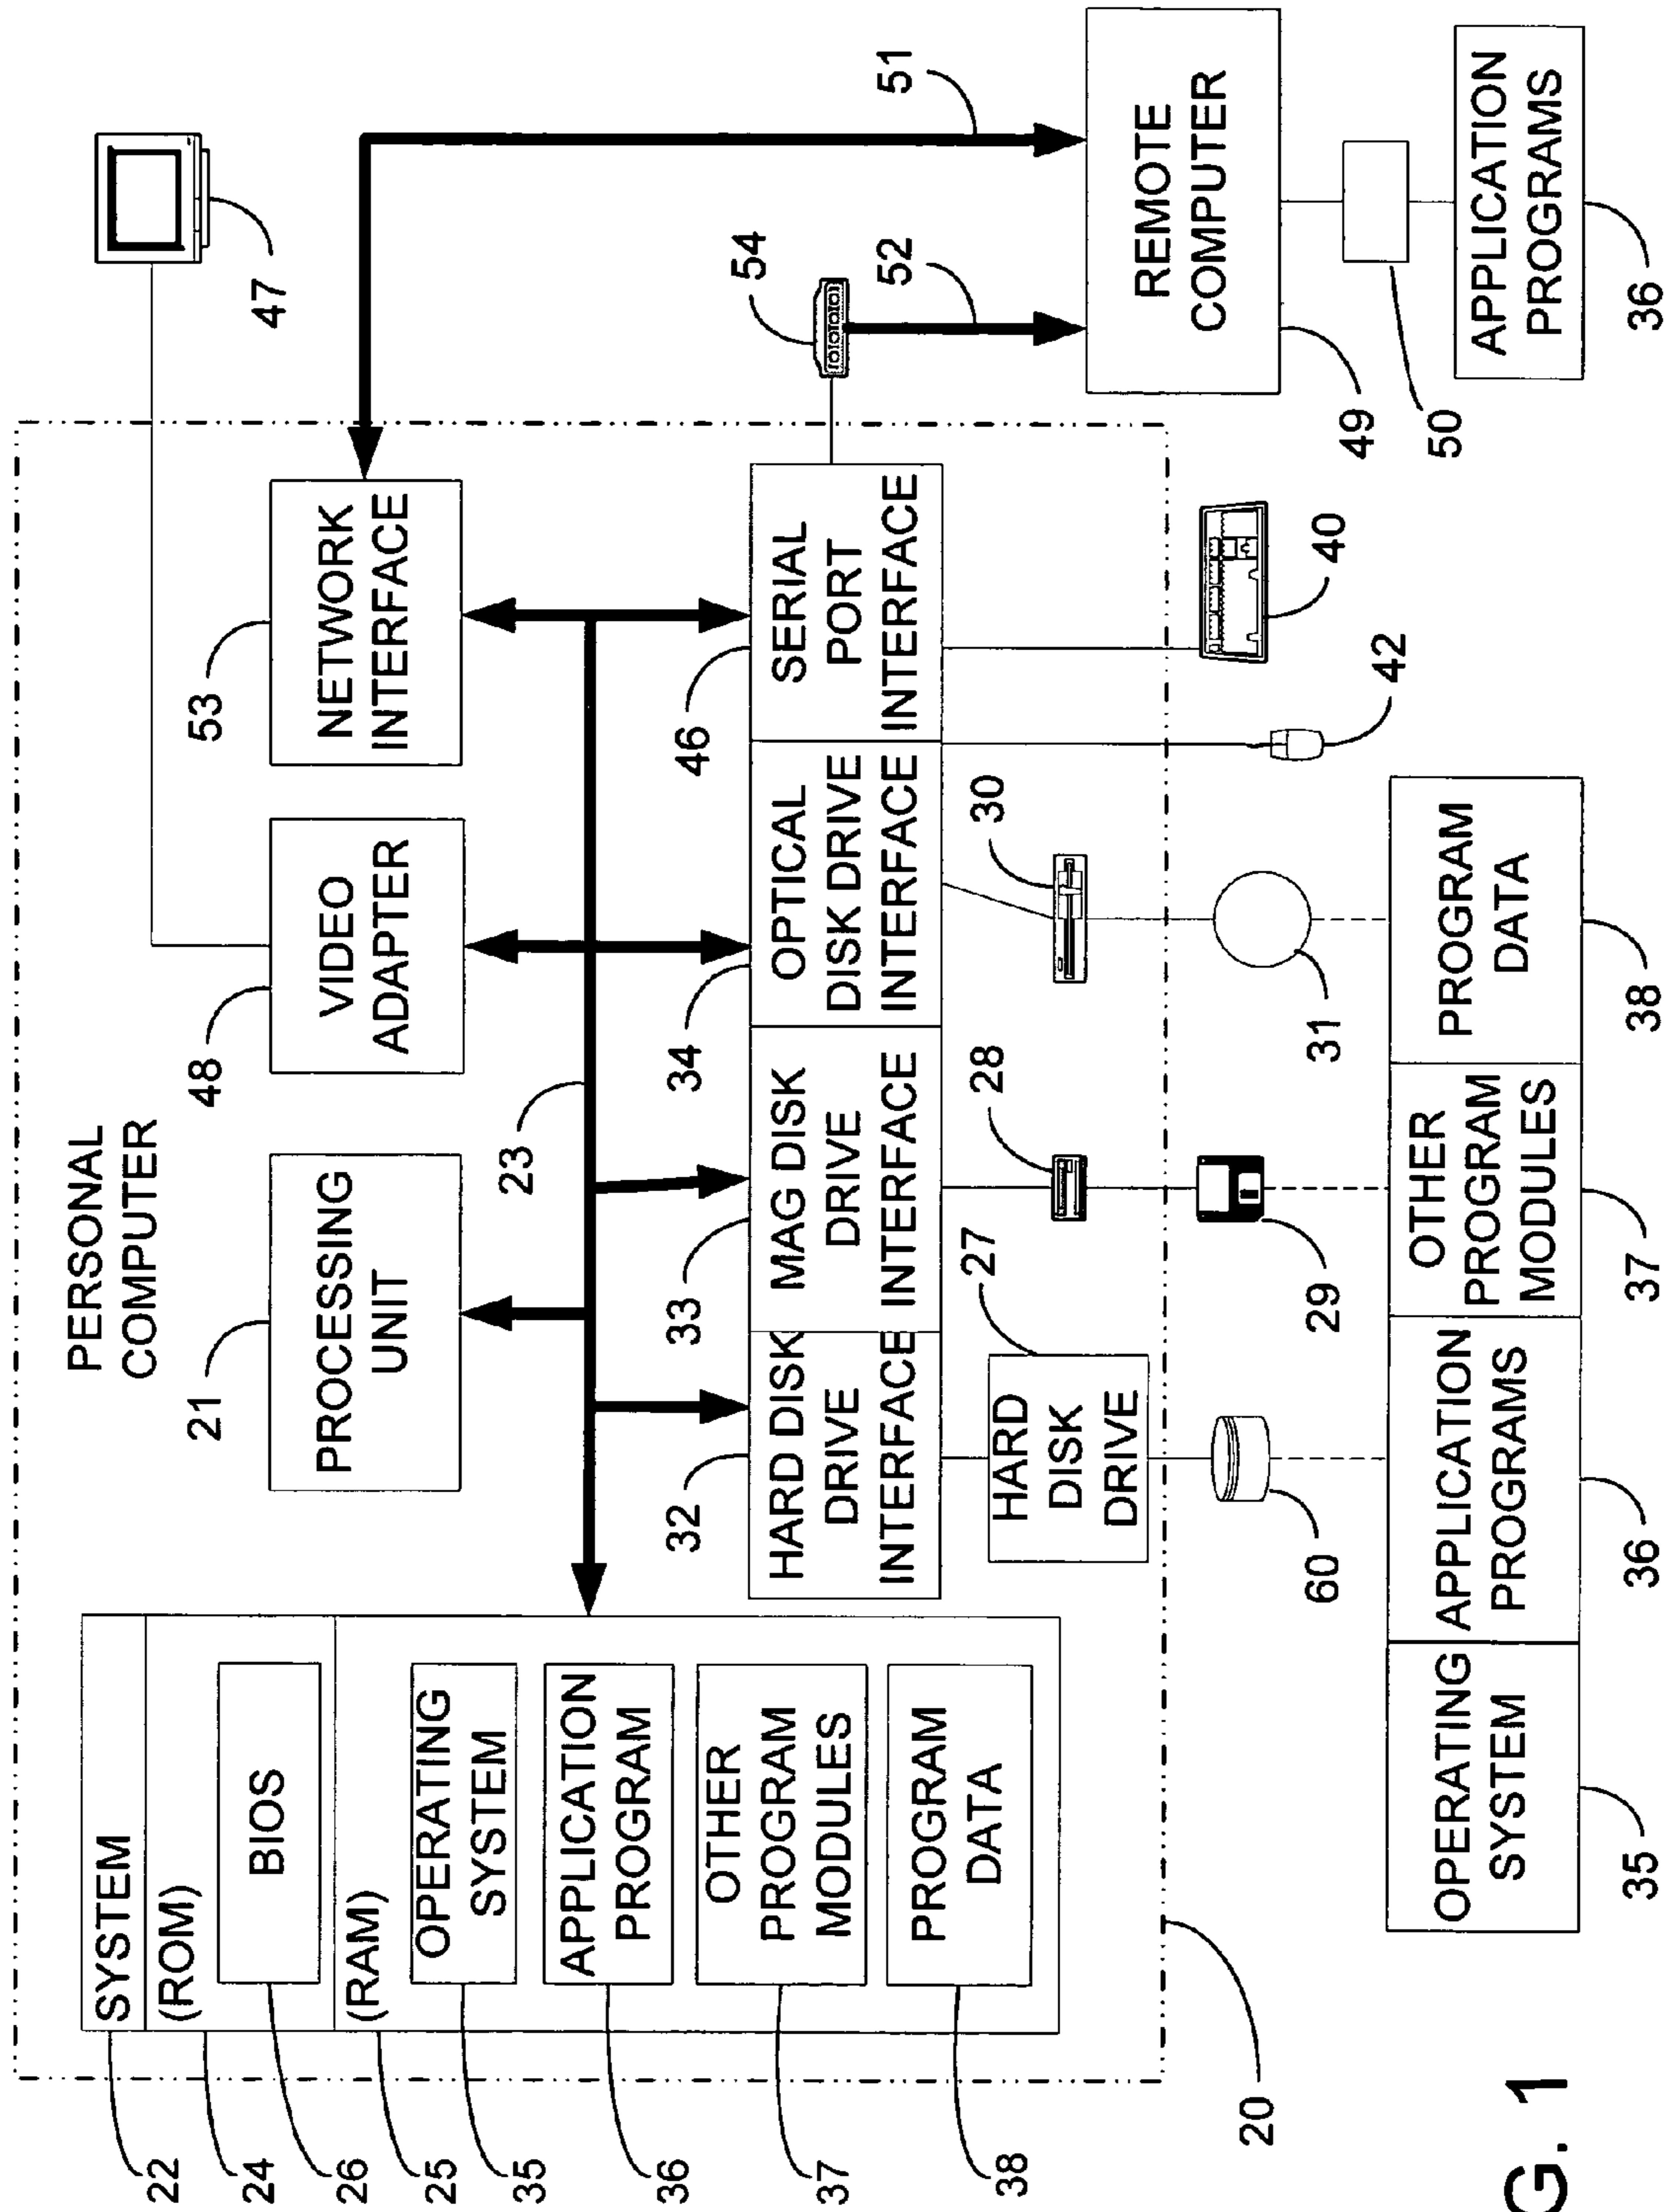 PERSONAL
COMPUTER
22
SYSTEM
24
(ROM)
26
BIOS
25
(RAM)
35
OPERATING
SYSTEM
36
APPLICATION
PROGRAM
37
OTHER
PROGRAM
MODULES
38
PROGRAM
DATA
21
PROCESSING
UNIT
48
VIDEO
ADAPTER
53
NETWORK
INTERFACE
47
23
32
HARD DISK
DRIVE
INTERFACE
33
MAG DISK
DRIVE
INTERFACE
34
OPTICAL
DISK DRIVE
INTERFACE
46
SERIAL
PORT
INTERFACE
54
52
51
27
HARD
DISK
DRIVE
28
30
20
60
29
31
42
40
REMOTE
COMPUTER
49
50
APPLICATION
PROGRAMS
36
OPERATING
SYSTEM
35
APPLICATION
PROGRAMS
36
OTHER
PROGRAM
MODULES
37
PROGRAM
DATA
38
G. 1